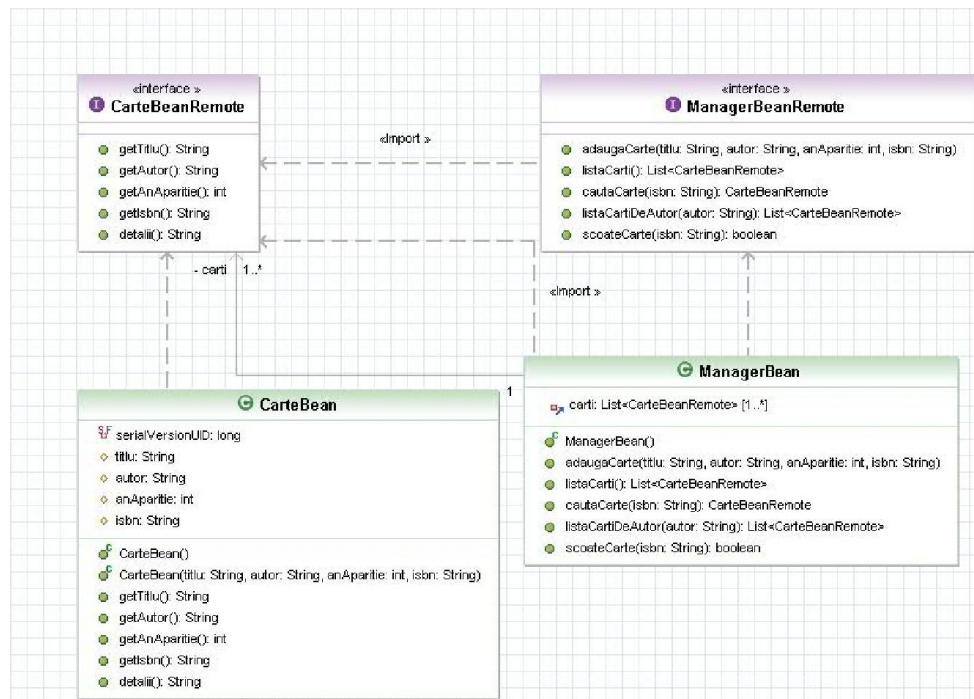 «interface »
I CarteBeanRemote
getTitlu(): String
getAutor(): String
getAnAparitie(): int
getIsbn(): String
detalii(): String
«Import »
«interface »
I ManagerBeanRemote
adaugaCarte(titlu: String, autor: String, anAparitie: int, isbn: String)
listaCarti(): List<CarteBeanRemote>
cautaCarte(isbn: String): CarteBeanRemote
listaCartiDeAutor(autor: String): List<CarteBeanRemote>
scoateCarte(isbn: String): boolean
- carti 1..*
«Import »
1
C ManagerBean
carti: List<CarteBeanRemote> [1..*]
C ManagerBean()
adaugaCarte(titlu: String, autor: String, anAparitie: int, isbn: String)
listaCarti(): List<CarteBeanRemote>
cautaCarte(isbn: String): CarteBeanRemote
listaCartiDeAutor(autor: String): List<CarteBeanRemote>
scoateCarte(isbn: String): boolean
C CarteBean
S F serialVersionUID: long
titlu: String
autor: String
anAparitie: int
isbn: String
C CarteBean()
C CarteBean(titlu: String, autor: String, anAparitie: int, isbn: String)
getTitlu(): String
getAutor(): String
getAnAparitie(): int
getIsbn(): String
detalii(): String